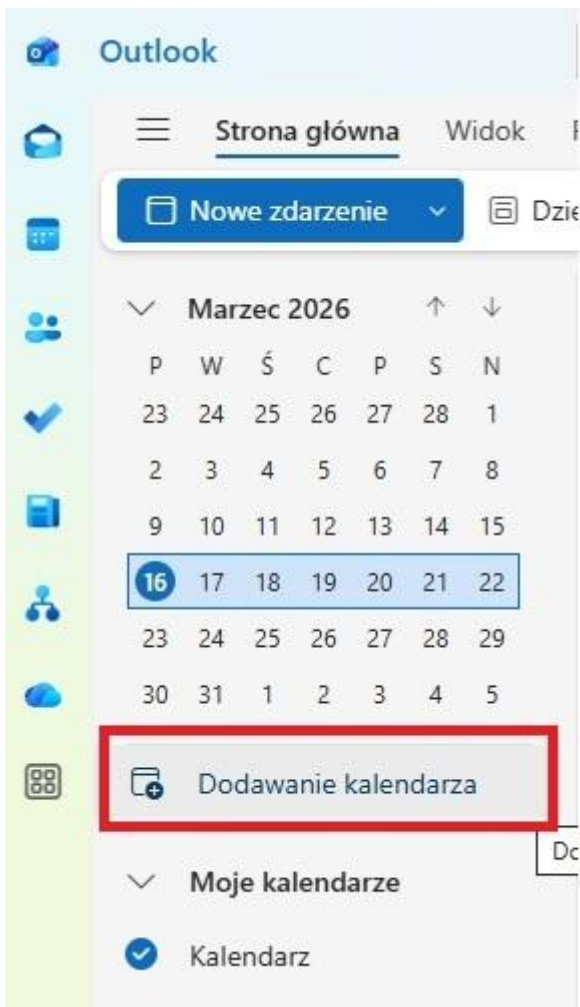 Outlook
Strona główna Widok
Nowe zdarzenie
Marzec 2026
P W Ś C P S N
23 24 25 26 27 28 1
2 3 4 5 6 7 8
9 10 11 12 13 14 15
16 17 18 19 20 21 22
23 24 25 26 27 28 29
30 31 1 2 3 4 5
Dodawanie kalendarza
Moje kalendarze
Kalendarz